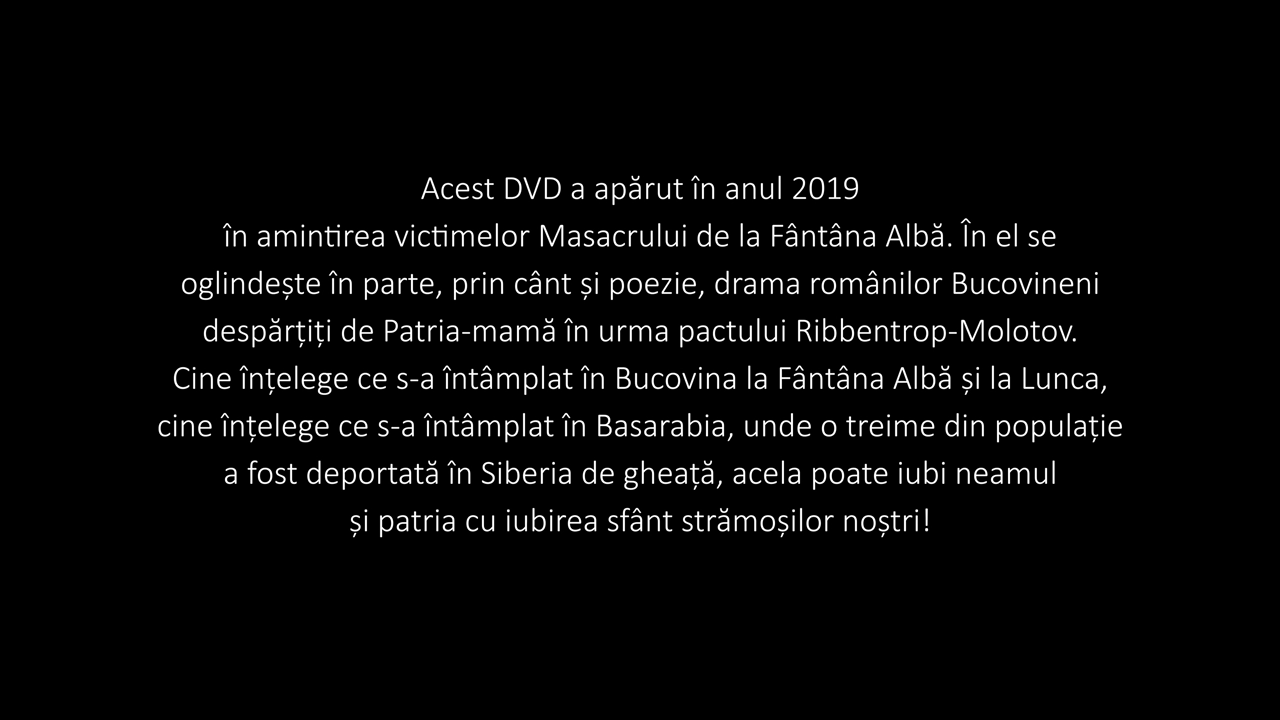 Acest DVD a apărut în anul 2019
în amintirea victimelor Masacrului de la Fântâna Albă. În el se
oglindește în parte, prin cânt și poezie, drama românilor Bucovineni
despărțiți de Patria-mamă în urma pactului Ribbentrop-Molotov.
Cine înțelege ce s-a întâmplat în Bucovina la Fântâna Albă și la Lunca,
cine înțelege ce s-a întâmplat în Basarabia, unde o treime din populație
a fost deportată în Siberia de gheață, acela poate iubi neamul
și patria cu iubirea sfânt strămoșilor noștri!